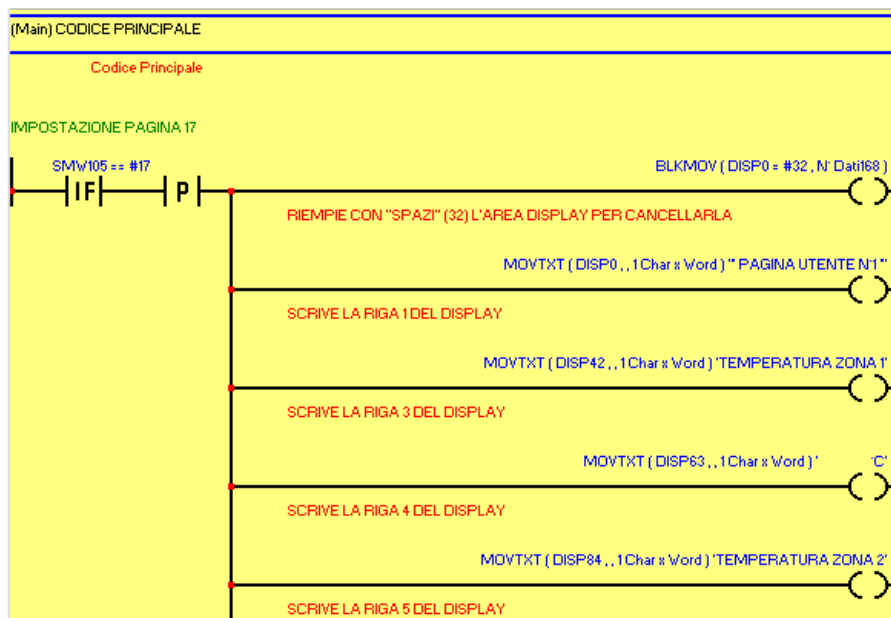 (Main) CODICE PRINCIPALE
Codice Principale
IMPOSTAZIONE PAGINA 17
SMW105 == #17
BLKMOV ( DISP0 = #32 , N° Dati168 )
IF
P
RIEMPIE CON "SPAZI" (32) L'AREA DISPLAY PER CANCELLARLA
MOVTXT ( DISP0 , , 1 Char x Word ) '* PAGINA UTENTE N°1 *'
SCRIVE LA RIGA 1 DEL DISPLAY
MOVTXT ( DISP42 , , 1 Char x Word ) 'TEMPERATURA ZONA 1'
SCRIVE LA RIGA 3 DEL DISPLAY
MOVTXT ( DISP63 , , 1 Char x Word ) ' °C'
SCRIVE LA RIGA 4 DEL DISPLAY
MOVTXT ( DISP84 , , 1 Char x Word ) 'TEMPERATURA ZONA 2'
SCRIVE LA RIGA 5 DEL DISPLAY